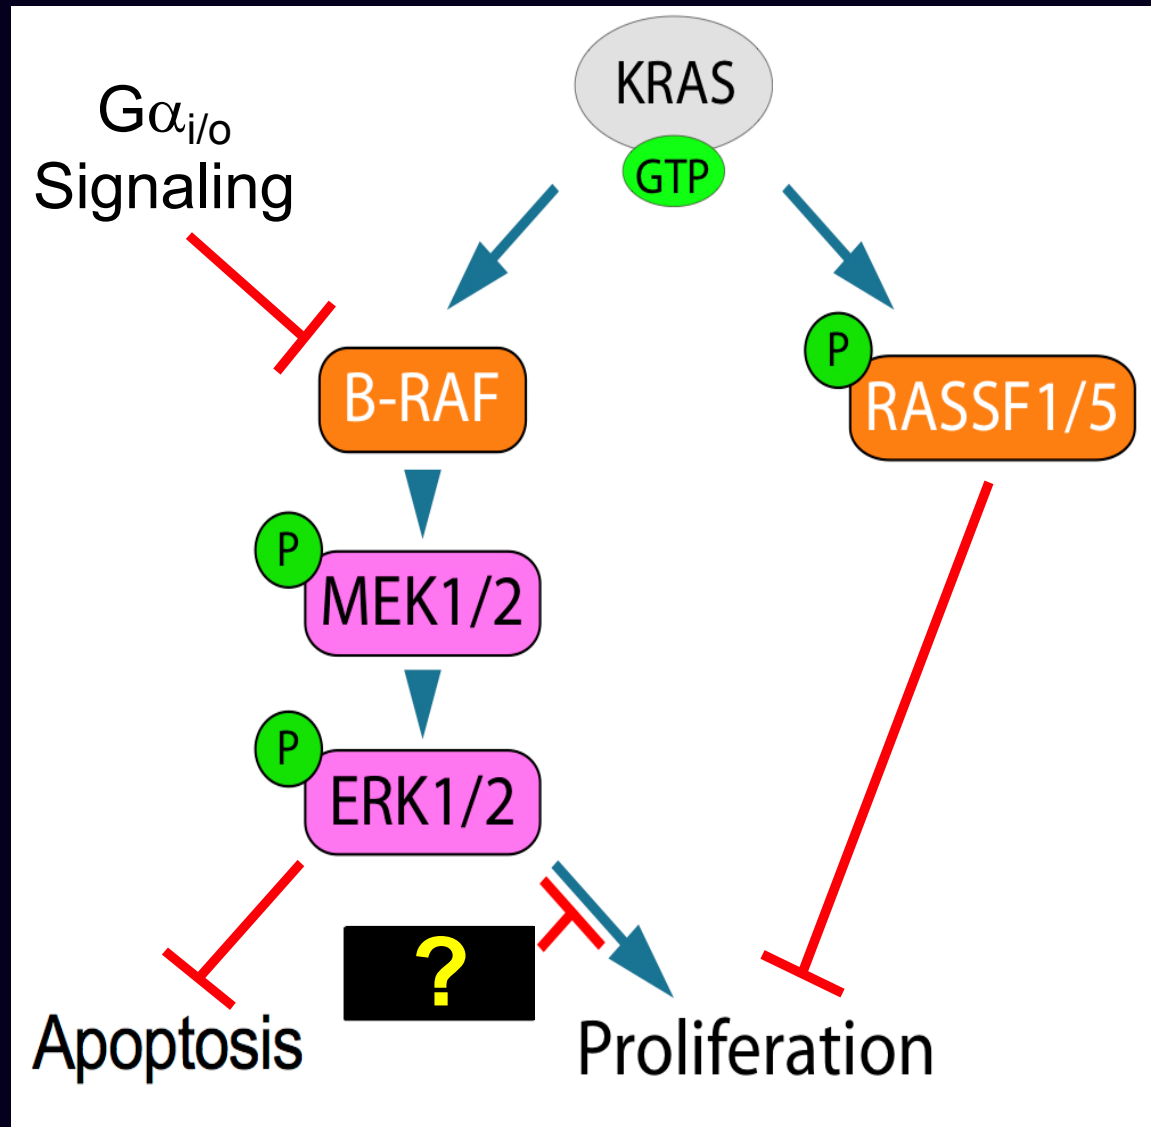 KRAS
GTP
Gαi/o
Signaling
B-RAF
P
RASSF1/5
P
MEK1/2
P
ERK1/2
?
Apoptosis
Proliferation